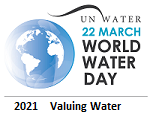 UN WATER
22 MARCH
WORLD
WATER
DAY
2021 Valuing Water